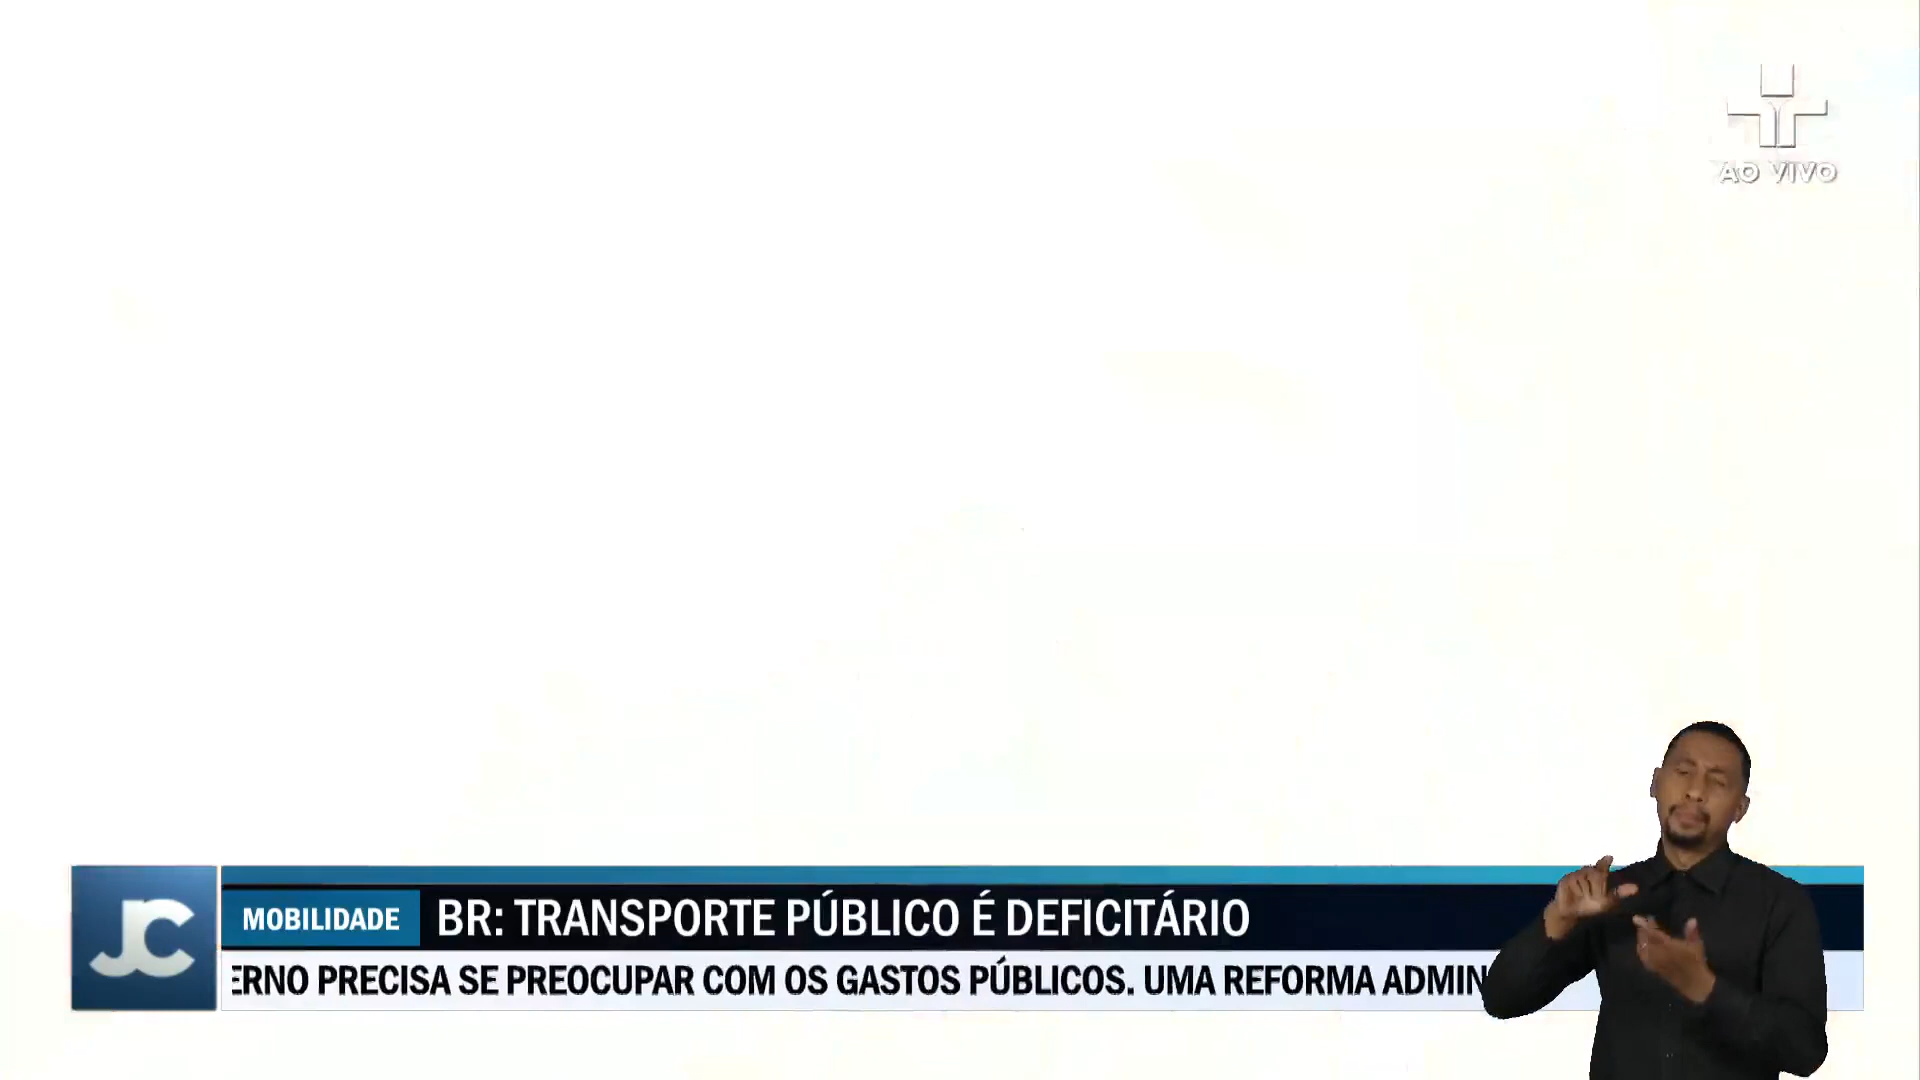 AO VIVO
JC
MOBILIDADE
BR: TRANSPORTE PÚBLICO É DEFICITÁRIO
ERNO PRECISA SE PREOCUPAR COM OS GASTOS PÚBLICOS. UMA REFORMA ADMIN